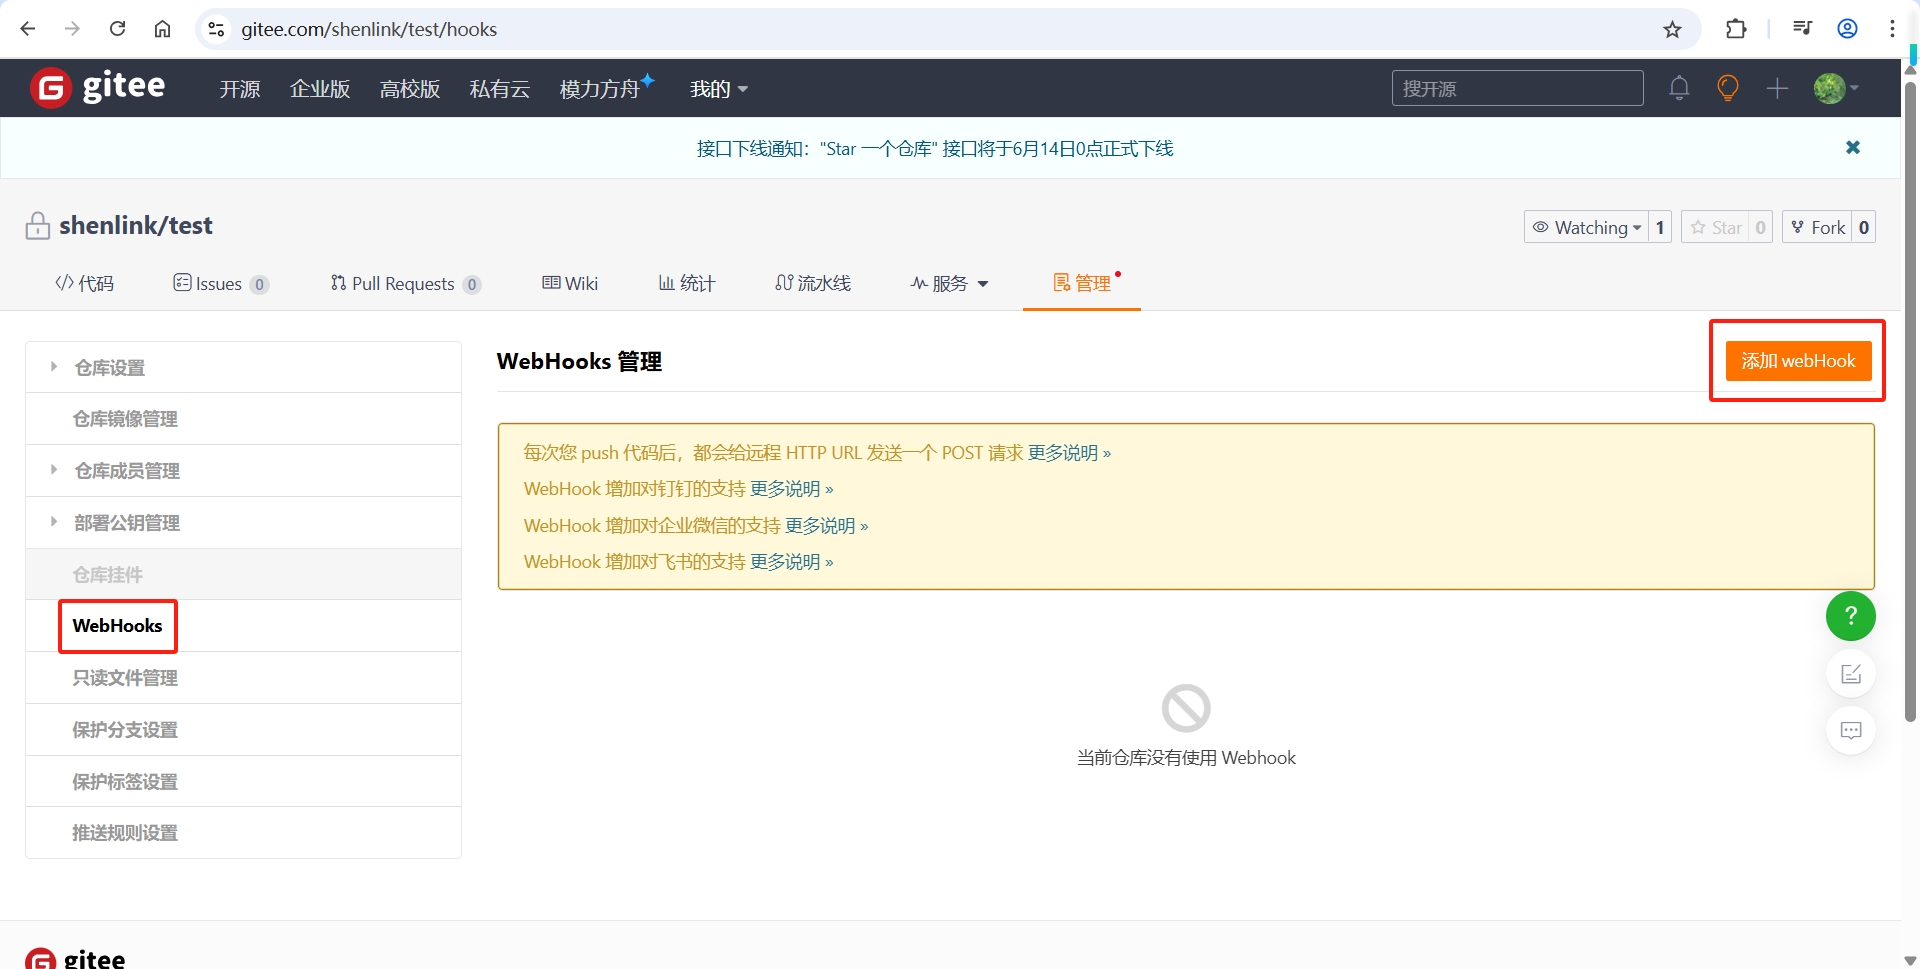 gitee.com/shenlink/test/hooks
gitee 开源 企业版 高校版 私有云 模力方舟 我的 搜开源
接口下线通知："Star 一个仓库" 接口将于6月14日0点正式下线
shenlink/test Watching 1 Star 0 Fork 0
代码 Issues 0 Pull Requests 0 Wiki 统计 流水线 服务 管理
仓库设置
仓库镜像管理
仓库成员管理
部署公钥管理
仓库挂件
WebHooks
只读文件管理
保护分支设置
保护标签设置
推送规则设置
WebHooks 管理 添加 webHook
每次您 push 代码后，都会给远程 HTTP URL 发送一个 POST 请求 更多说明 »
WebHook 增加对钉钉的支持 更多说明 »
WebHook 增加对企业微信的支持 更多说明 »
WebHook 增加对飞书的支持 更多说明 »
?
当前仓库没有使用 Webhook
gitee